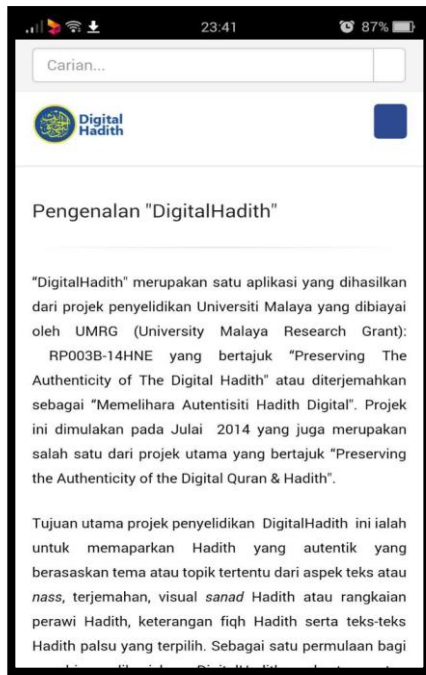 23:41
87%
Carian...
Digital
Hadith
Pengenalan "DigitalHadith"
"DigitalHadith" merupakan satu aplikasi yang dihasilkan
dari projek penyelidikan Universiti Malaya yang dibiayai
oleh UMRG (University Malaya Research Grant):
RP003B-14HNE yang bertajuk "Preserving The
Authenticity of The Digital Hadith" atau diterjemahkan
sebagai "Memelihara Autentisiti Hadith Digital". Projek
ini dimulakan pada Julai 2014 yang juga merupakan
salah satu dari projek utama yang bertajuk "Preserving
the Authenticity of the Digital Quran & Hadith".
Tujuan utama projek penyelidikan DigitalHadith ini ialah
untuk memaparkan Hadith yang autentik yang
berasaskan tema atau topik tertentu dari aspek teks atau
nass, terjemahan, visual sanad Hadith atau rangkaian
perawi Hadith, keterangan fiqh Hadith serta teks-teks
Hadith palsu yang terpilih. Sebagai satu permulaan bagi